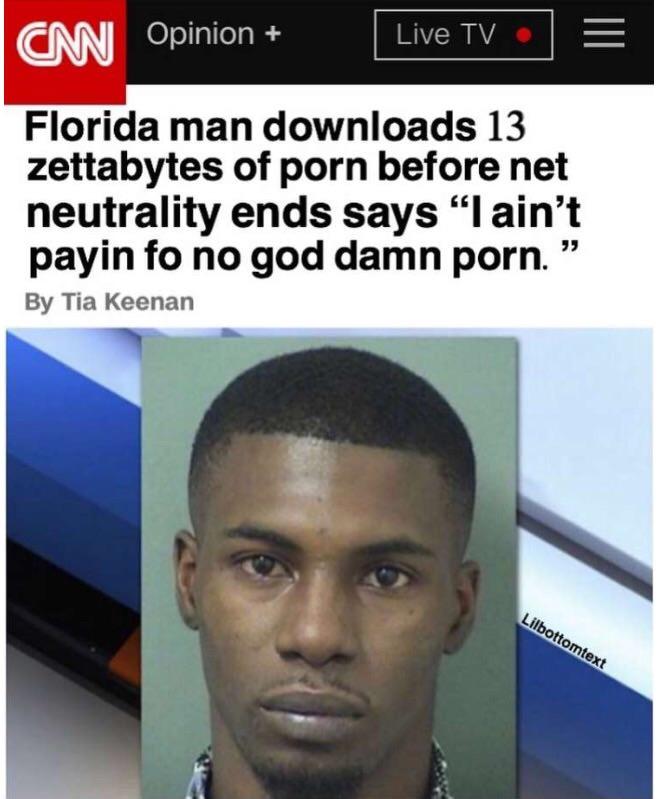 CNN Opinion + Live TV
Florida man downloads 13
zettabytes of porn before net
neutrality ends says “I ain’t
payin fo no god damn porn. ”
By Tia Keenan
Lilbottomtext